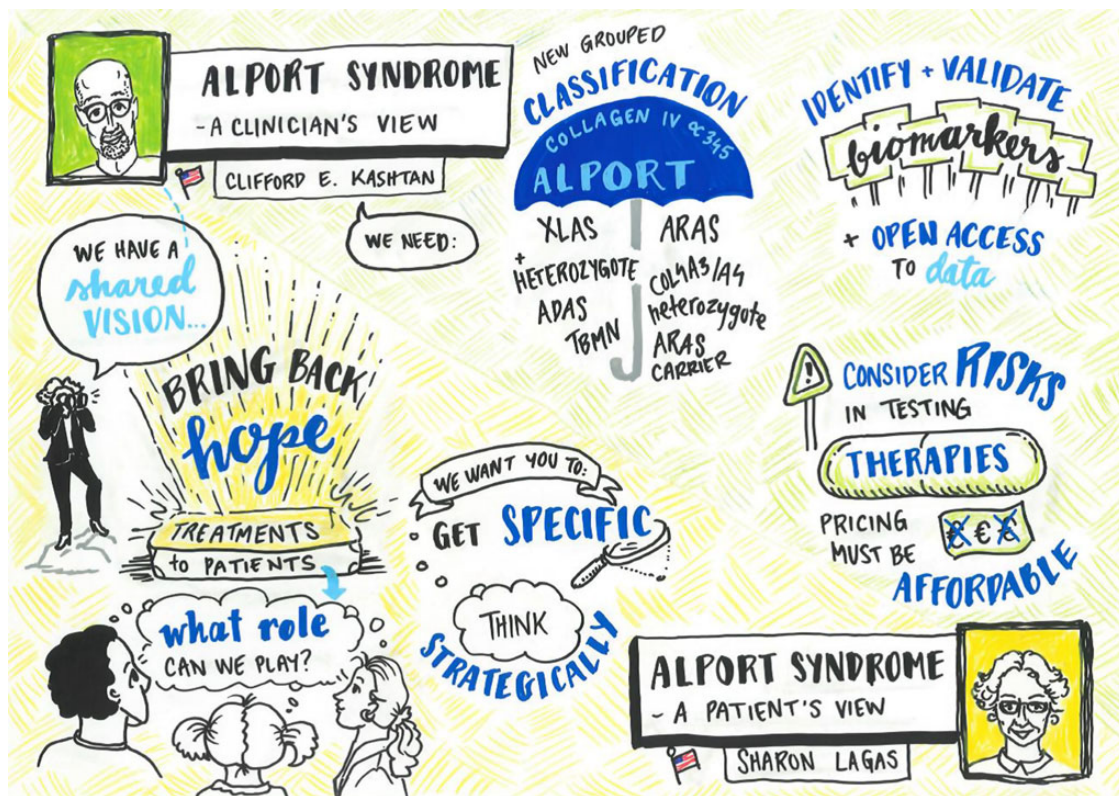 ALPORT SYNDROME
- A CLINICIAN'S VIEW
CLIFFORD E. KASHTAN
WE NEED:
NEW GROUPED
CLASSIFICATION
COLLAGEN IV α345
ALPORT
XLAS
+
HETEROZYGOTE
ADAS
TBMN
ARAS
COL4A3/A4
heterozygote
ARAS
CARRIER
IDENTIFY + VALIDATE
biomarkers
+ OPEN ACCESS
TO data
WE HAVE A
shared
VISION...
BRING BACK
hope
TREATMENTS
to PATIENTS
what role
CAN WE PLAY?
WE WANT YOU TO:
GET SPECIFIC
THINK
STRATEGICALLY
CONSIDER RISKS
IN TESTING
THERAPIES
PRICING
MUST BE
€€€
AFFORDABLE
ALPORT SYNDROME
- A PATIENT'S VIEW
SHARON LAGAS